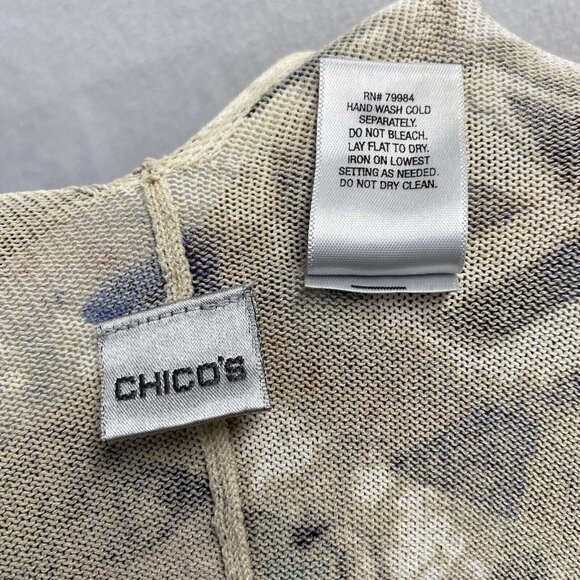 RN# 79984
HAND WASH COLD
SEPARATELY.
DO NOT BLEACH.
LAY FLAT TO DRY.
IRON ON LOWEST
SETTING AS NEEDED.
DO NOT DRY CLEAN.
CHICO'S